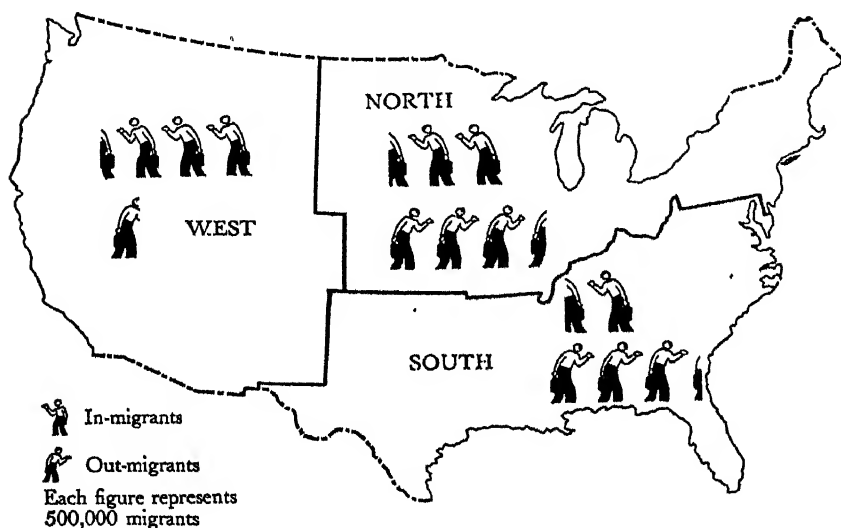 NORTH
WEST
SOUTH
In-migrants
Out-migrants
Each figure represents
500,000 migrants